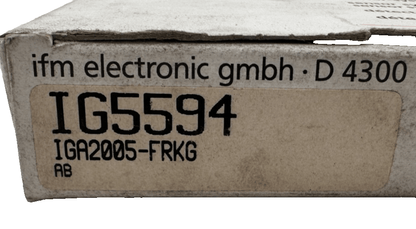 ifm electronic gmbh · D 4300
IG5594
IGA2005-FRKG
AB